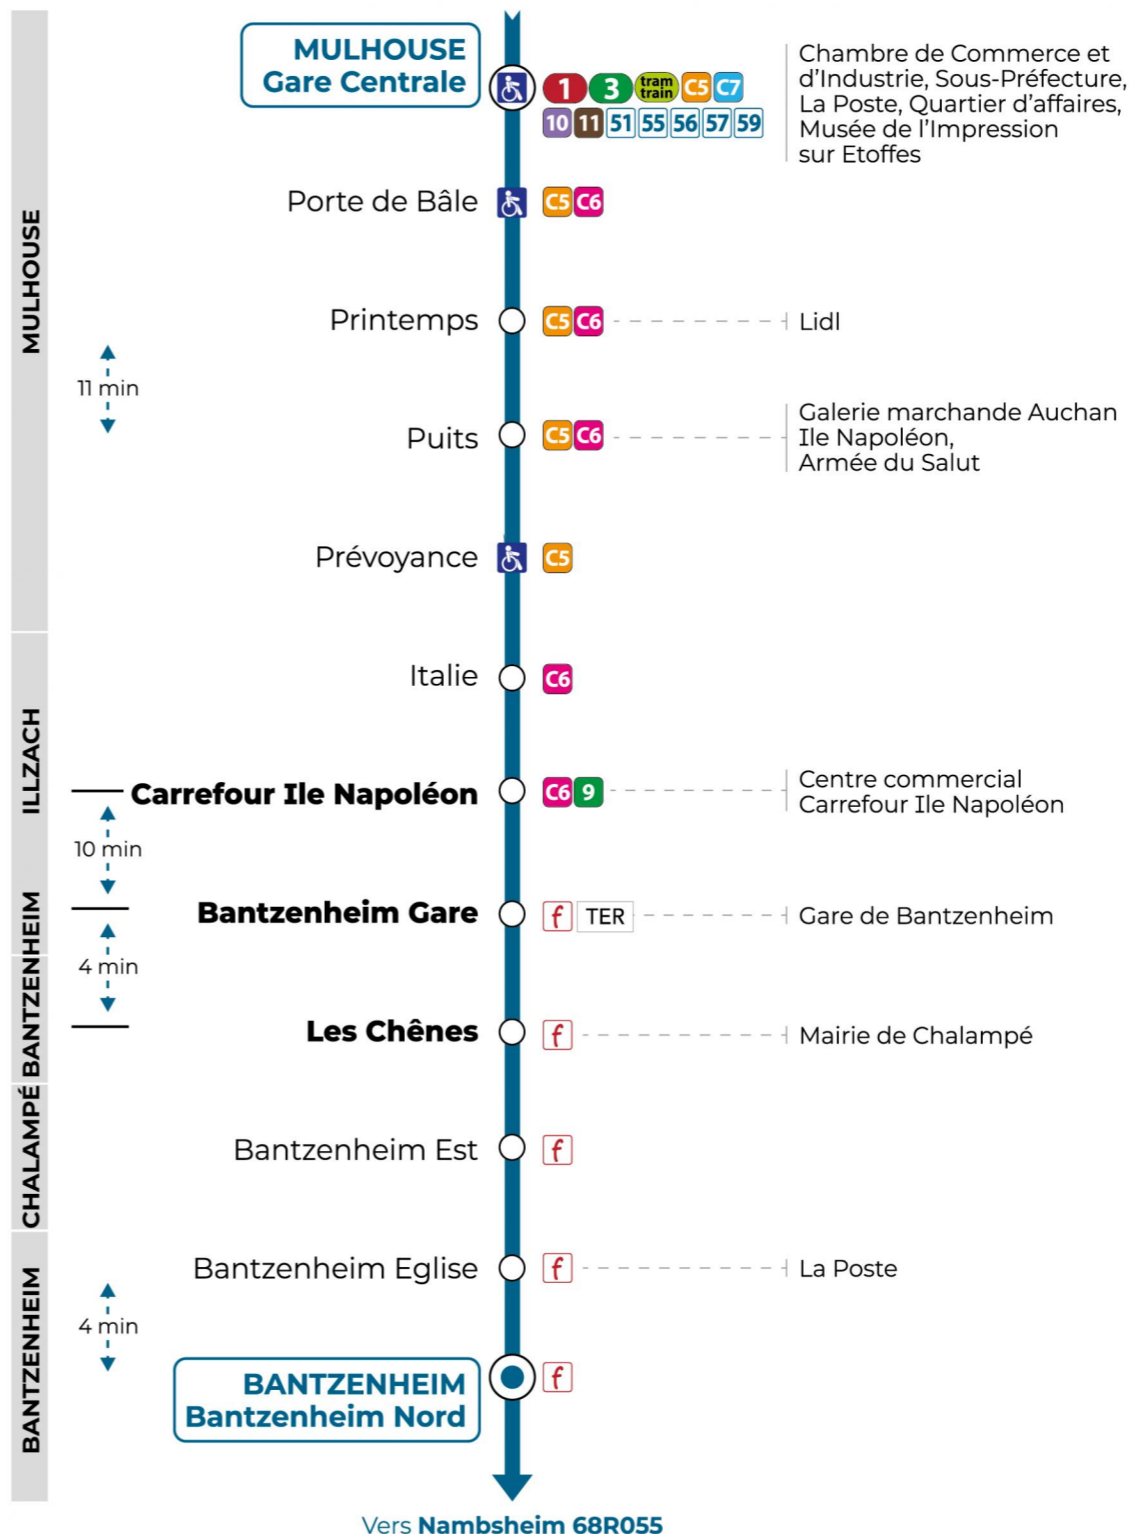 MULHOUSE
Gare Centrale
1 3 tram train C5 C7
10 11 51 55 56 57 59
Chambre de Commerce et
d'Industrie, Sous-Préfecture,
La Poste, Quartier d'affaires,
Musée de l'Impression
sur Etoffes
MULHOUSE
Porte de Bâle C5 C6
Printemps C5 C6 Lidl
11 min
Puits C5 C6
Galerie marchande Auchan
Ile Napoléon,
Armée du Salut
Prévoyance C5
ILLZACH
Italie C6
Carrefour Ile Napoléon C6 9
Centre commercial
Carrefour Ile Napoléon
10 min
BANTZENHEIM
Bantzenheim Gare f TER Gare de Bantzenheim
4 min
Les Chênes f Mairie de Chalampé
CHALAMPÉ
Bantzenheim Est f
BANTZENHEIM
Bantzenheim Eglise f La Poste
4 min
BANTZENHEIM
Bantzenheim Nord
f
Vers Nambsheim 68R055